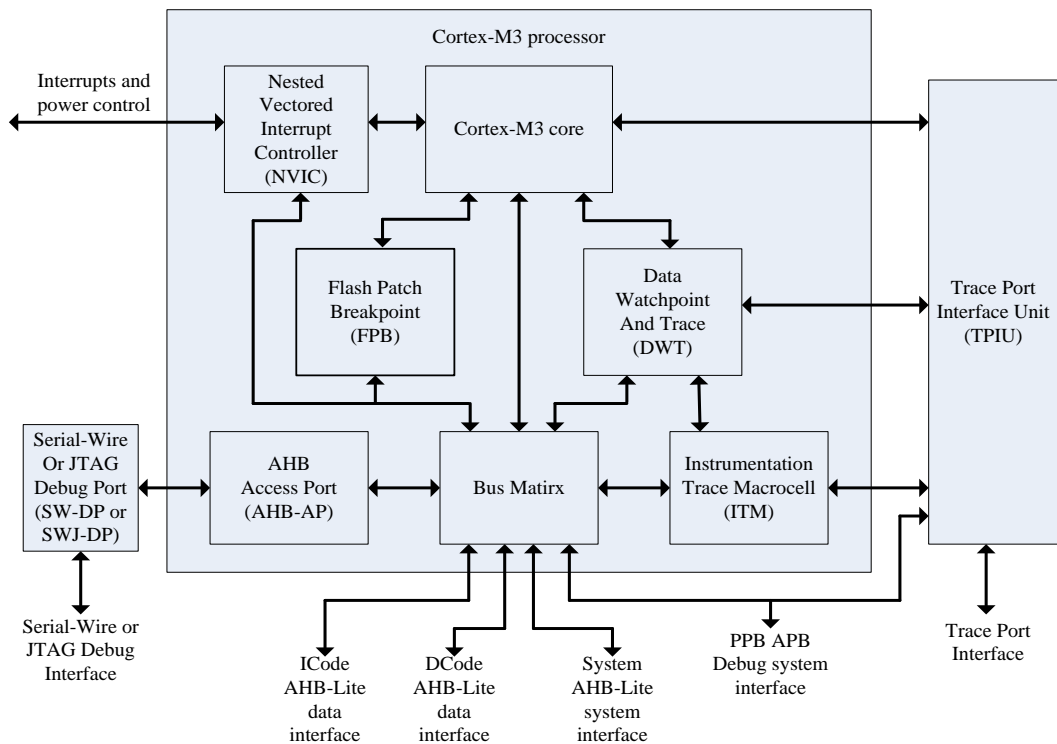 Cortex-M3 processor
Interrupts and
power control
Nested
Vectored
Interrupt
Controller
(NVIC)
Cortex-M3 core
Flash Patch
Breakpoint
(FPB)
Data
Watchpoint
And Trace
(DWT)
Trace Port
Interface Unit
(TPIU)
Serial-Wire
Or JTAG
Debug Port
(SW-DP or
SWJ-DP)
AHB
Access Port
(AHB-AP)
Bus Matirx
Instrumentation
Trace Macrocell
(ITM)
Serial-Wire or
JTAG Debug
Interface
ICode
AHB-Lite
data
interface
DCode
AHB-Lite
data
interface
System
AHB-Lite
system
interface
PPB APB
Debug system
interface
Trace Port
Interface